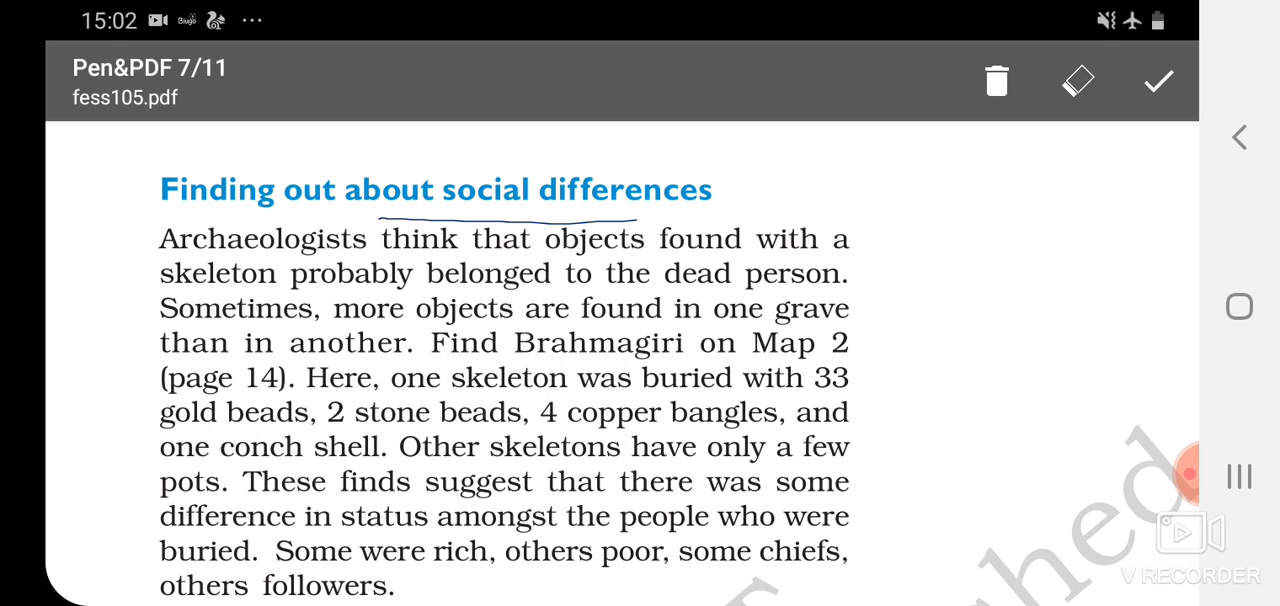 15:02 Biugo ...
Pen&PDF 7/11
fess105.pdf
Finding out about social differences
Archaeologists think that objects found with a
skeleton probably belonged to the dead person.
Sometimes, more objects are found in one grave
than in another. Find Brahmagiri on Map 2
(page 14). Here, one skeleton was buried with 33
gold beads, 2 stone beads, 4 copper bangles, and
one conch shell. Other skeletons have only a few
pots. These finds suggest that there was some
difference in status amongst the people who were
buried. Some were rich, others poor, some chiefs,
others followers.
hed
V RECORDER